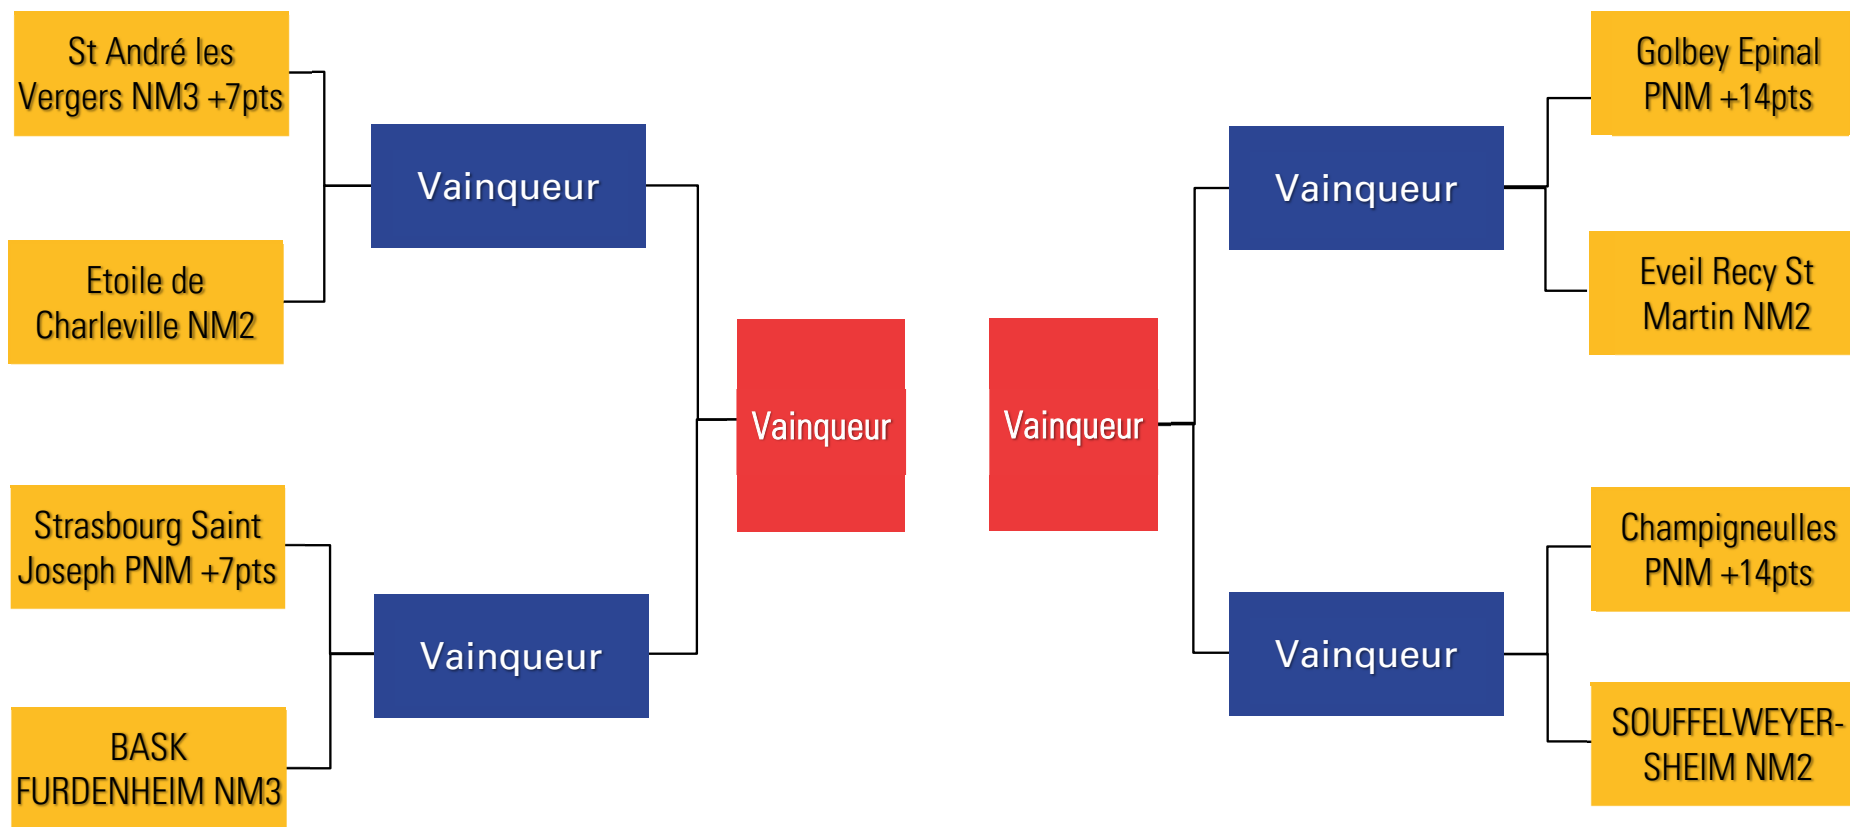 St André les
Vergers NM3 +7pts
Etoile de
Charleville NM2
Strasbourg Saint
Joseph PNM +7pts
BASK
FURDENHEIM NM3
Vainqueur
Vainqueur
Vainqueur
Vainqueur
Vainqueur
Vainqueur
Golbey Epinal
PNM +14pts
Eveil Recy St
Martin NM2
Champigneulles
PNM +14pts
SOUFFELWEYER-
SHEIM NM2